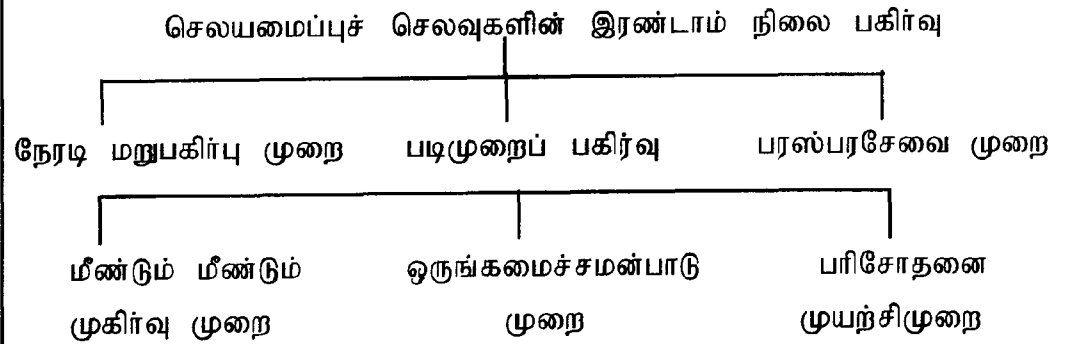 செலயமைப்புச் செலவுகளின் இரண்டாம் நிலை பகிர்வு
நேரடி மறுபகிர்பு முறை படிமுறைப் பகிர்வு பரஸ்பரசேவை முறை
மீண்டும் மீண்டும் ஒருங்கமைச்சமன்பாடு பரிசோதனை
முகிர்வு முறை முறை முயற்சிமுறை